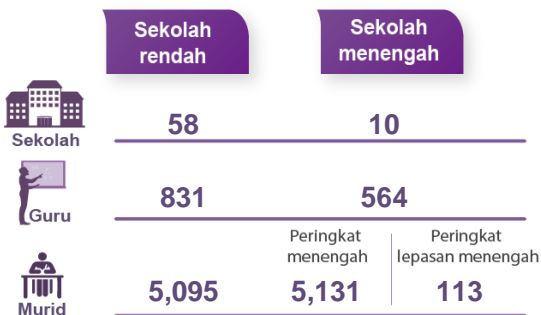 Sekolah
rendah
Sekolah
menengah
Sekolah
58
10
Guru
831
564
Peringkat
menengah
Peringkat
lepasan menengah
Murid
5,095
5,131
113